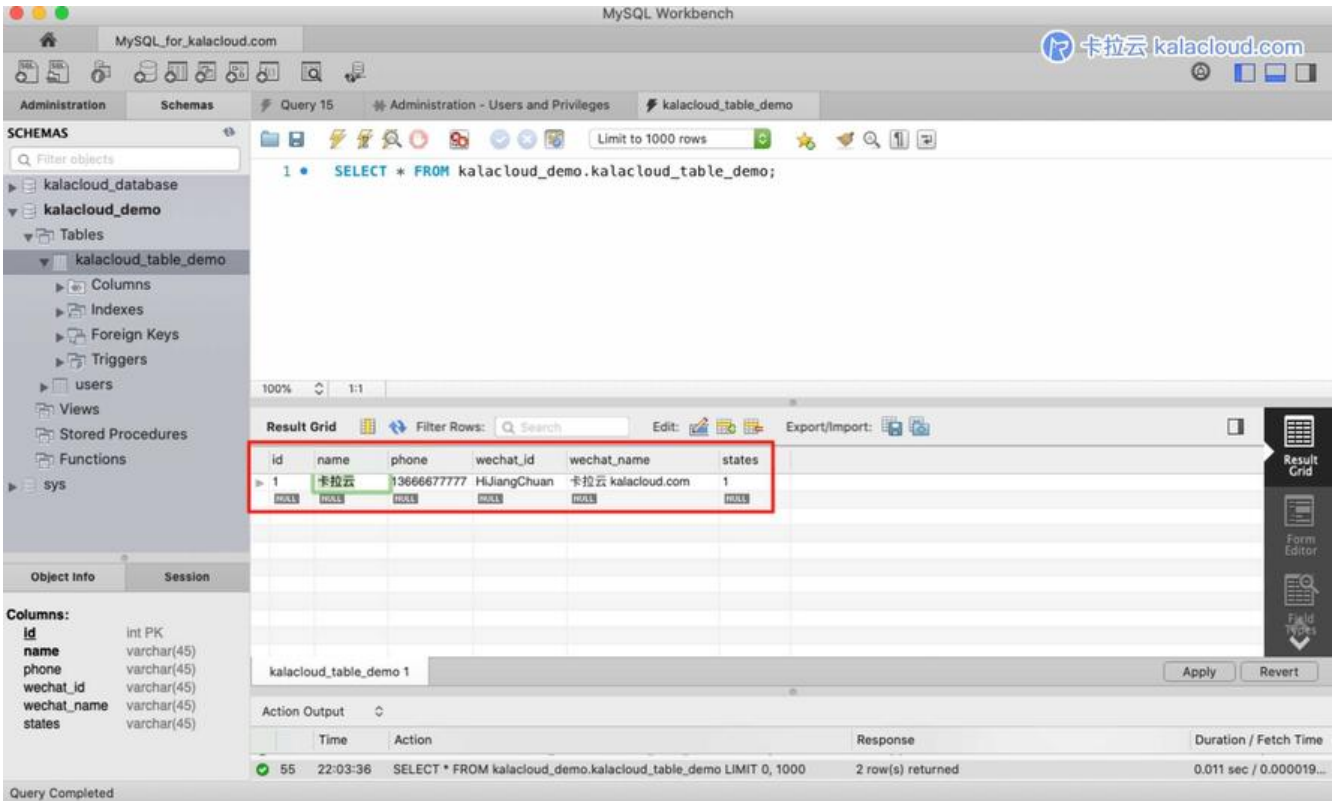 MySQL Workbench
MySQL_for_kalacloud.com
卡拉云 kalacloud.com
Administration Schemas Query 15 Administration - Users and Privileges kalacloud_table_demo
SCHEMAS
Filter objects
Limit to 1000 rows
1 SELECT * FROM kalacloud_demo.kalacloud_table_demo;
kalacloud_database
kalacloud_demo
Tables
kalacloud_table_demo
Columns
Indexes
Foreign Keys
Triggers
users
Views
Stored Procedures
Functions
sys
100% 1:1
Result Grid Filter Rows: Search Edit: Export/Import:
id name phone wechat_id wechat_name states
1 卡拉云 13666677777 HiJiangChuan 卡拉云 kalacloud.com 1
NULL NULL NULL NULL NULL NULL
Result Grid
Form Editor
Field Types
Object Info Session
Columns:
id int PK
name varchar(45)
phone varchar(45)
wechat_id varchar(45)
wechat_name varchar(45)
states varchar(45)
kalacloud_table_demo 1 Apply Revert
Action Output
Time Action Response Duration / Fetch Time
55 22:03:36 SELECT * FROM kalacloud_demo.kalacloud_table_demo LIMIT 0, 1000 2 row(s) returned 0.011 sec / 0.000019...
Query Completed